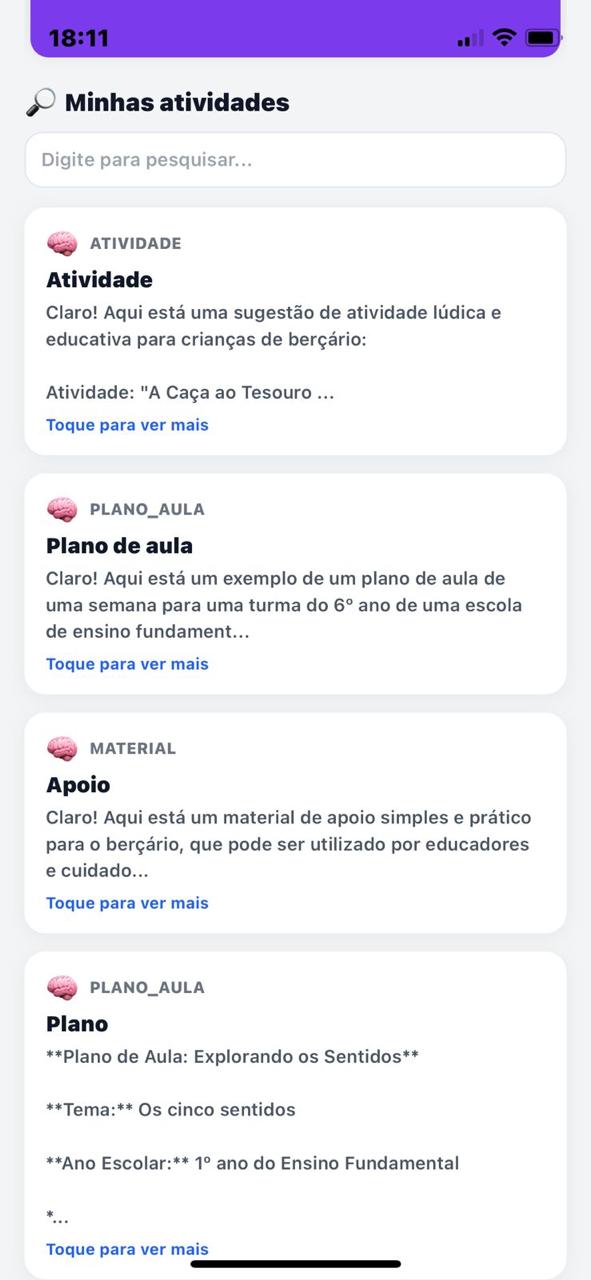 18:11
Minhas atividades
Digite para pesquisar...
ATIVIDADE
Atividade
Claro! Aqui está uma sugestão de atividade lúdica e
educativa para crianças de berçário:
Atividade: "A Caça ao Tesouro ...
Toque para ver mais
PLANO_AULA
Plano de aula
Claro! Aqui está um exemplo de um plano de aula de
uma semana para uma turma do 6º ano de uma escola
de ensino fundament...
Toque para ver mais
MATERIAL
Apoio
Claro! Aqui está um material de apoio simples e prático
para o berçário, que pode ser utilizado por educadores
e cuidado...
Toque para ver mais
PLANO_AULA
Plano
**Plano de Aula: Explorando os Sentidos**
**Tema:** Os cinco sentidos
**Ano Escolar:** 1º ano do Ensino Fundamental
*...
Toque para ver mais